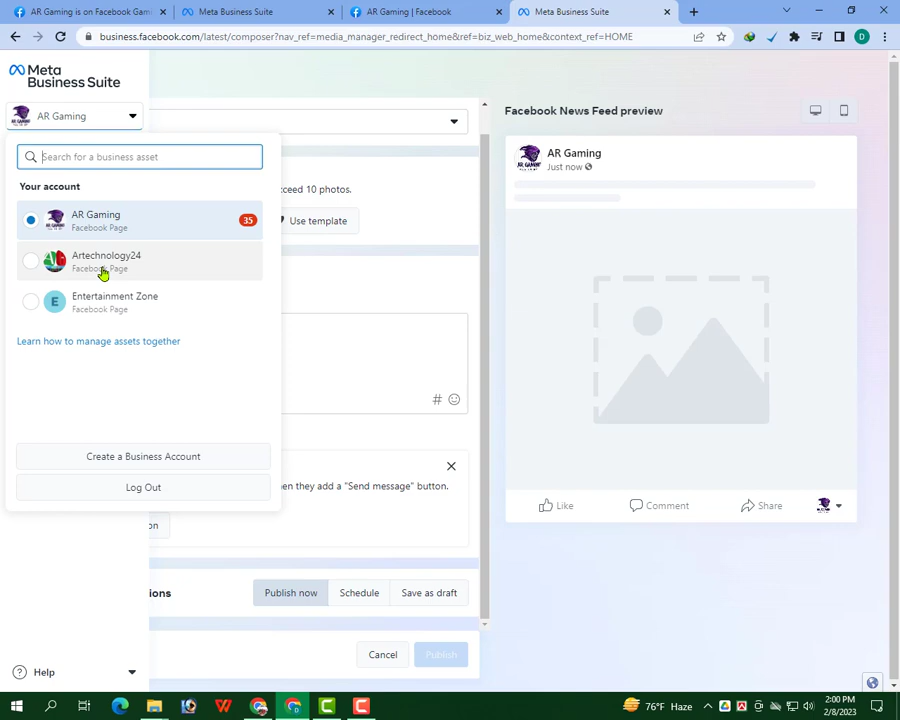 AR Gaming is on Facebook Gami
Meta Business Suite
AR Gaming | Facebook
Meta Business Suite
business.facebook.com/latest/composer?nav_ref=media_manager_redirect_home&ref=biz_web_home&context_ref=HOME
D
Meta
Business Suite
AR Gaming
Search for a business asset
Your account
AR Gaming
Facebook Page
35
Artechnology24
Facebook Page
E
Entertainment Zone
Facebook Page
Learn how to manage assets together
Create a Business Account
Log Out
Help
xceed 10 photos.
Use template
#
hen they add a "Send message" button.
on
ions
Publish now
Schedule
Save as draft
Cancel
Publish
Facebook News Feed preview
AR Gaming
Just now
Like
Comment
Share
76°F Haze
2:00 PM
2/8/2023